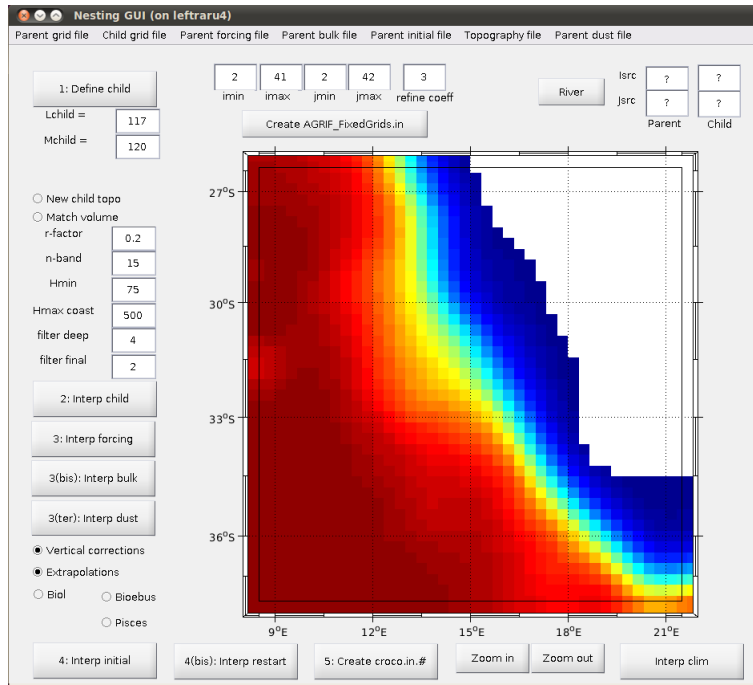 Nesting GUI (on leftraru4)
Parent grid file Child grid file Parent forcing file Parent bulk file Parent initial file Topography file Parent dust file
1: Define child
Lchild = 117
Mchild = 120
2 41 2 42 3
imin imax jmin jmax refine coeff
Create AGRIF_FixedGrids.in
River
Isrc ? ?
Jsrc ? ?
Parent Child
New child topo
Match volume
r-factor 0.2
n-band 15
Hmin 75
Hmax coast 500
filter deep 4
filter final 2
2: Interp child
3: Interp forcing
3(bis): Interp bulk
3(ter): Interp dust
Vertical corrections
Extrapolations
Biol Bioebus
Pisces
27°S
30°S
33°S
36°S
9°E 12°E 15°E 18°E 21°E
4: Interp initial 4(bis): Interp restart 5: Create croco.in.# Zoom in Zoom out Interp clim